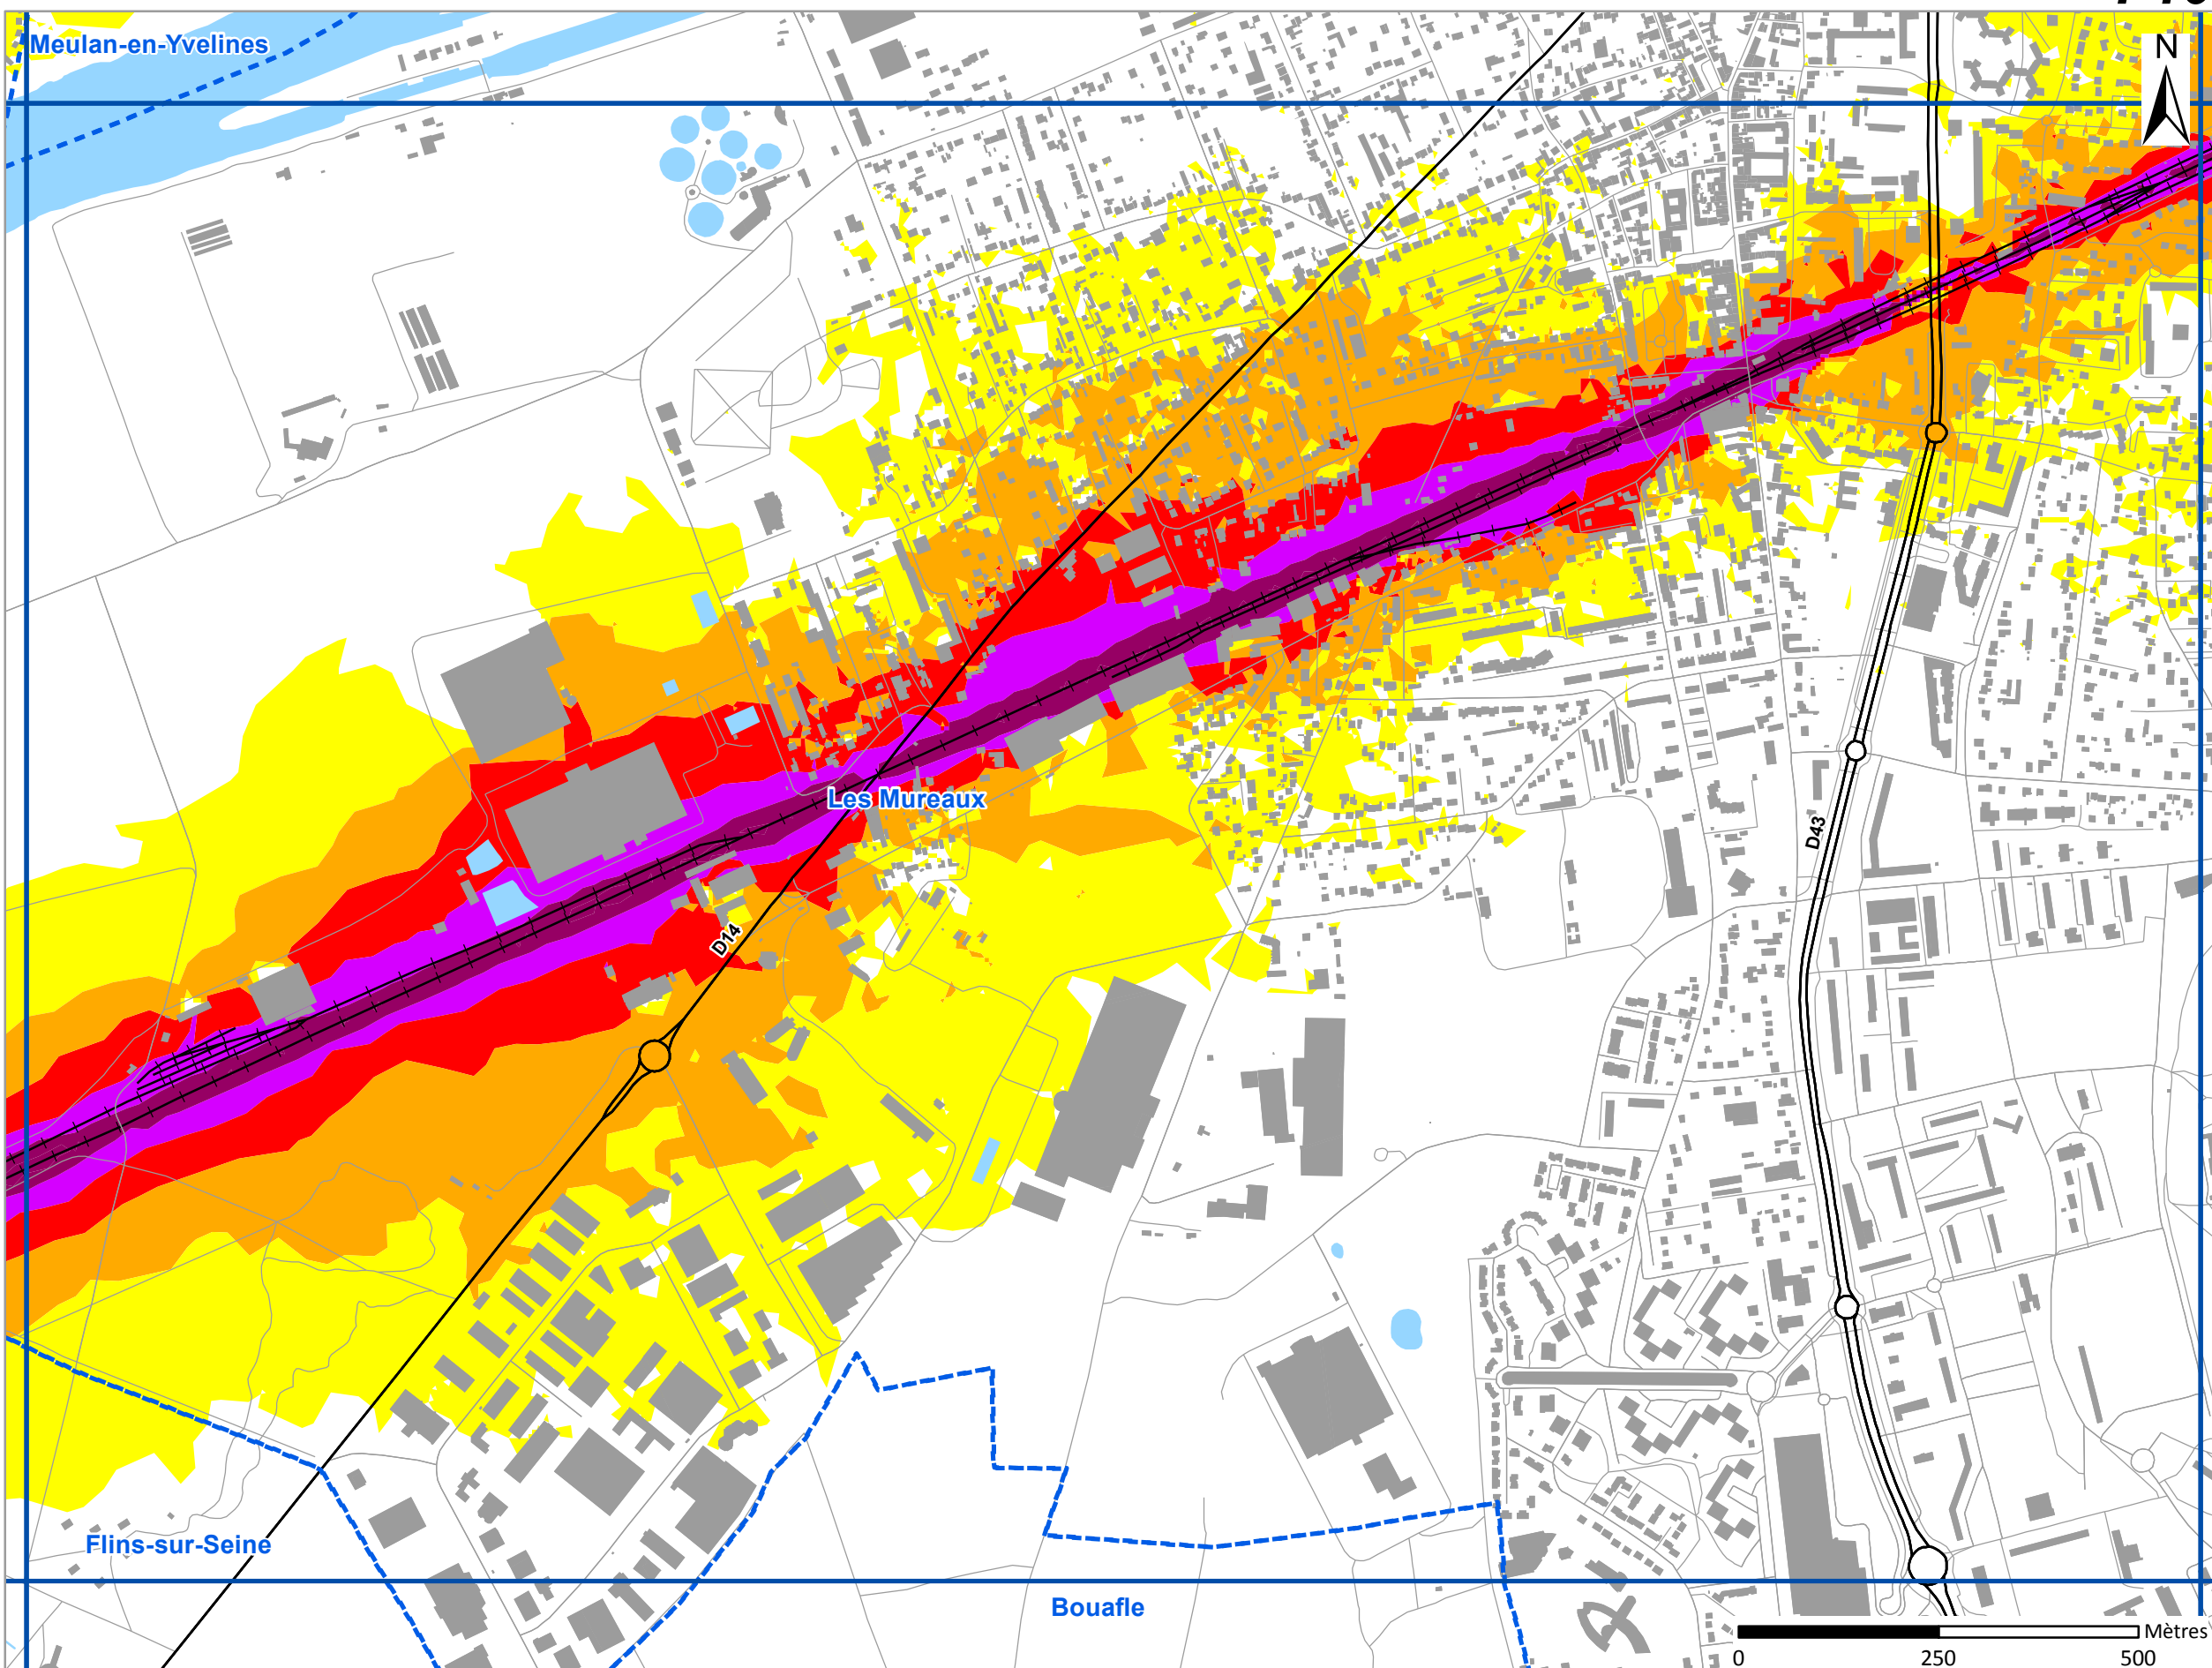 Meulan-en-Yvelines
N
Les Mureaux
D43
D14
Flins-sur-Seine
Bouafle
Mètres
0 250 500